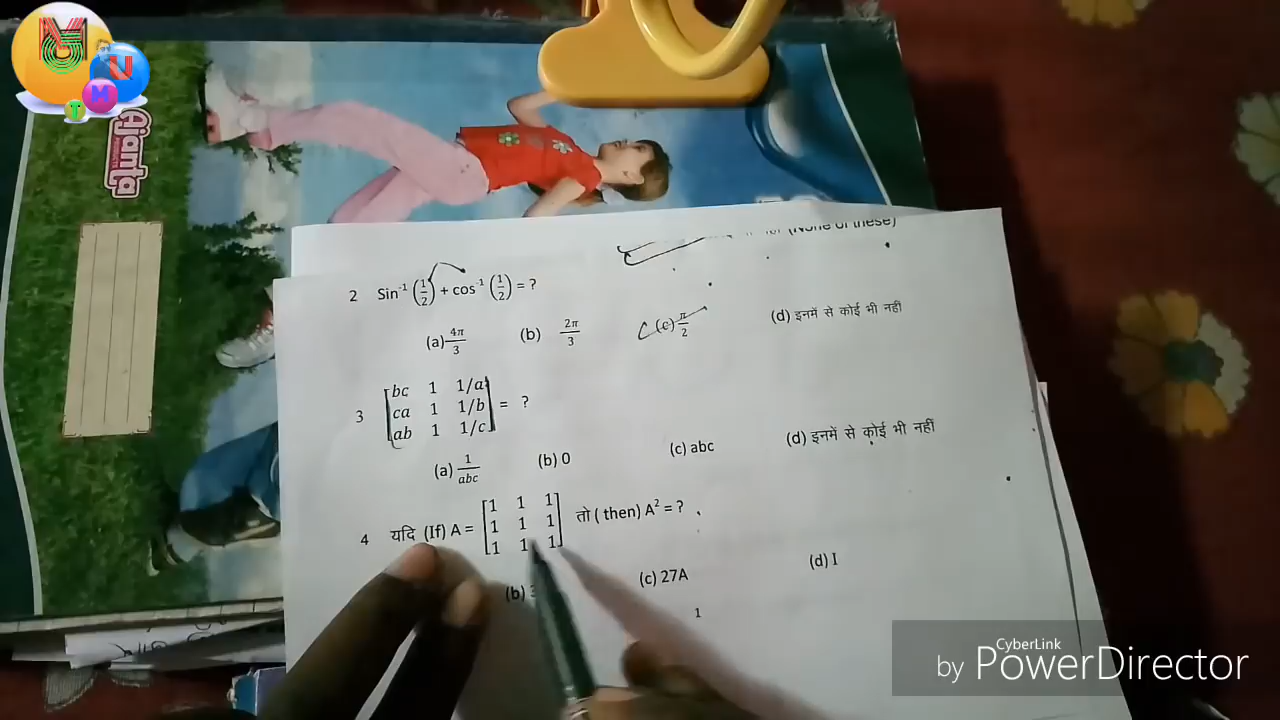 (None of these)
2 Sin⁻¹ (1/2) + cos⁻¹ (1/2) = ?
(a) 4π/3 (b) 2π/3 (c) π/2 (d) इनमें से कोई भी नहीं
3 [bc 1 1/a
ca 1 1/b
ab 1 1/c] = ?
(a) 1/abc (b) 0 (c) abc (d) इनमें से कोई भी नहीं
4 यदि (If) A = [1 1 1
1 1 1
1 1 1] तो ( then) A² = ?
(b) (c) 27A (d) I
1
Ajanta
CyberLink
by PowerDirector